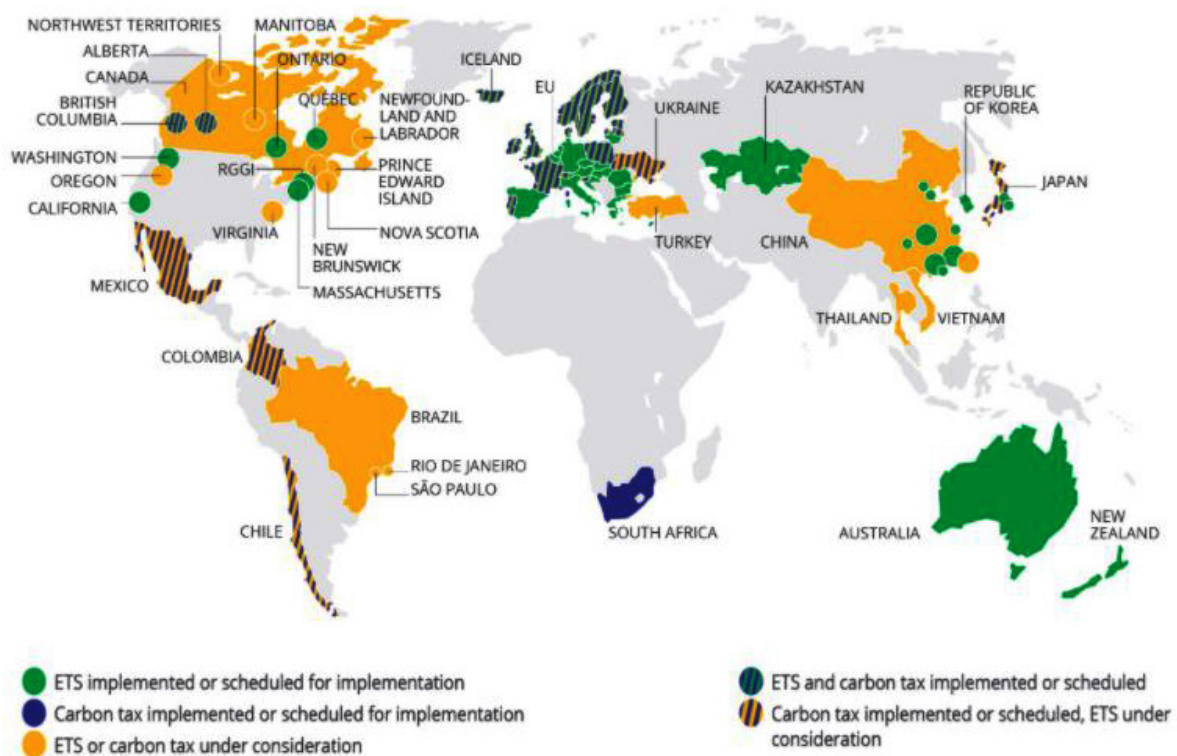 NORTHWEST TERRITORIES
MANITOBA
ALBERTA
ONTARIO
CANADA
QUÉBEC
NEWFOUND-
LAND AND
LABRADOR
BRITISH
COLUMBIA
WASHINGTON
RGGI
PRINCE
EDWARD
ISLAND
OREGON
CALIFORNIA
VIRGINIA
NOVA SCOTIA
NEW
BRUNSWICK
MASSACHUSETTS
MEXICO
ICELAND
EU
UKRAINE
KAZAKHSTAN
REPUBLIC
OF KOREA
JAPAN
TURKEY
CHINA
THAILAND
VIETNAM
COLOMBIA
BRAZIL
RIO DE JANEIRO
SÃO PAULO
CHILE
SOUTH AFRICA
AUSTRALIA
NEW
ZEALAND
ETS implemented or scheduled for implementation
Carbon tax implemented or scheduled for implementation
ETS or carbon tax under consideration
ETS and carbon tax implemented or scheduled
Carbon tax implemented or scheduled, ETS under
consideration